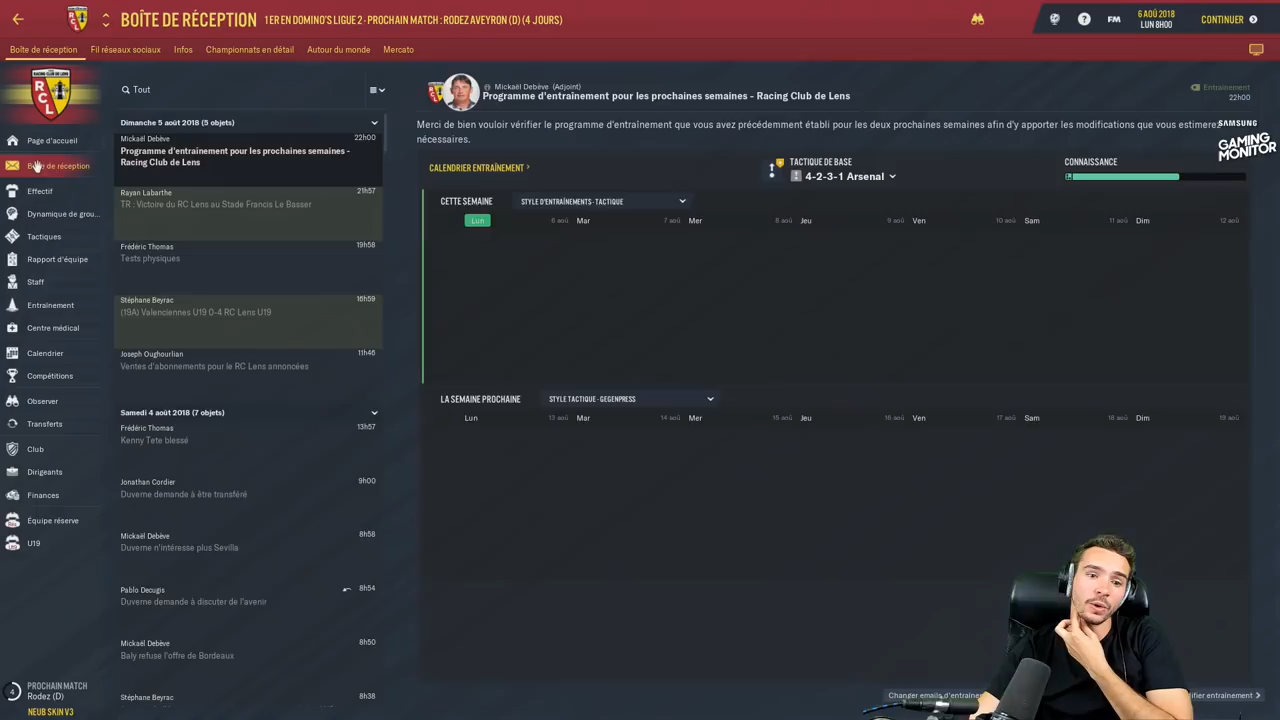 BOÎTE DE RÉCEPTION
1ER EN DOMINO'S LIGUE 2 - PROCHAIN MATCH : RODEZ AVEYRON (D) (4 JOURS)
FM
6 AOÛ 2018
LUN 8H00
CONTINUER
Boîte de réception
Fil réseaux sociaux
Infos
Championnats en détail
Autour du monde
Mercato
RCL
Page d'accueil
Boîte de réception
Effectif
Dynamique de grou...
Tactiques
Rapport d'équipe
Staff
Entraînement
Centre médical
Calendrier
Compétitions
Observer
Transferts
Club
Dirigeants
Finances
Équipe réserve
U19
4
PROCHAIN MATCH
Rodez (D)
NEUB SKIN V3
Tout
Dimanche 5 août 2018 (5 objets)
Mickaël Debève 22h00
Programme d'entraînement pour les prochaines semaines -
Racing Club de Lens
Rayan Labarthe 21h57
TR : Victoire du RC Lens au Stade Francis Le Basser
Frédéric Thomas 19h58
Tests physiques
Stéphane Beyrac 16h59
(19A) Valenciennes U19 0-4 RC Lens U19
Joseph Oughourlian 11h46
Ventes d'abonnements pour le RC Lens annoncées
Samedi 4 août 2018 (7 objets)
Frédéric Thomas 13h57
Kenny Tete blessé
Jonathan Cordier 9h00
Duverne demande à être transféré
Mickaël Debève 8h58
Duverne n'intéresse plus Sevilla
Pablo Decugis 8h54
Duverne demande à discuter de l'avenir
Mickaël Debève 8h50
Baly refuse l'offre de Bordeaux
Stéphane Beyrac 8h38
Mickaël Debève (Adjoint)
Programme d'entraînement pour les prochaines semaines - Racing Club de Lens
Entraînement
22h00
Merci de bien vouloir vérifier le programme d'entraînement que vous avez précédemment établi pour les deux prochaines semaines afin d'y apporter les modifications que vous estimerez
nécessaires.
SAMSUNG
GAMING
MONITOR
CALENDRIER ENTRAÎNEMENT
TACTIQUE DE BASE
4-2-3-1 Arsenal
CONNAISSANCE
CETTE SEMAINE
STYLE D'ENTRAÎNEMENTS - TACTIQUE
Lun 6 aoû Mar 7 aoû Mer 8 aoû Jeu 9 aoû Ven 10 aoû Sam 11 aoû Dim 12 aoû
LA SEMAINE PROCHAINE
STYLE TACTIQUE - GEGENPRESS
Lun 13 aoû Mar 14 aoû Mer 15 aoû Jeu 16 aoû Ven 17 aoû Sam 18 aoû Dim 19 aoû
Changer emails d'entraîne
ifier entraînement